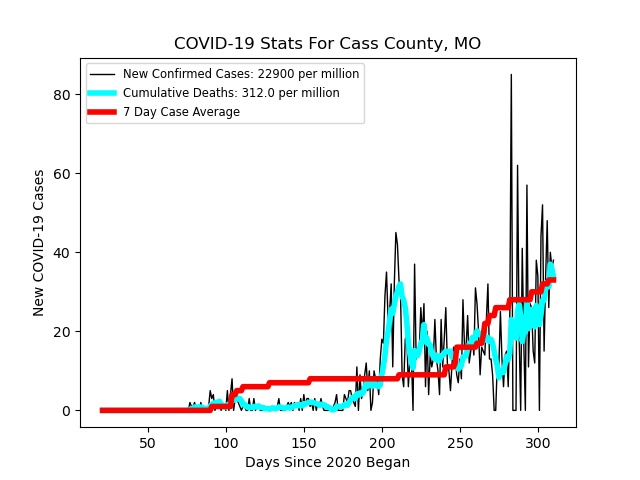 COVID-19 Stats For Cass County, MO
New Confirmed Cases: 22900 per million
Cumulative Deaths: 312.0 per million
7 Day Case Average
New COVID-19 Cases
80
60
40
20
0
50 100 150 200 250 300
Days Since 2020 Began